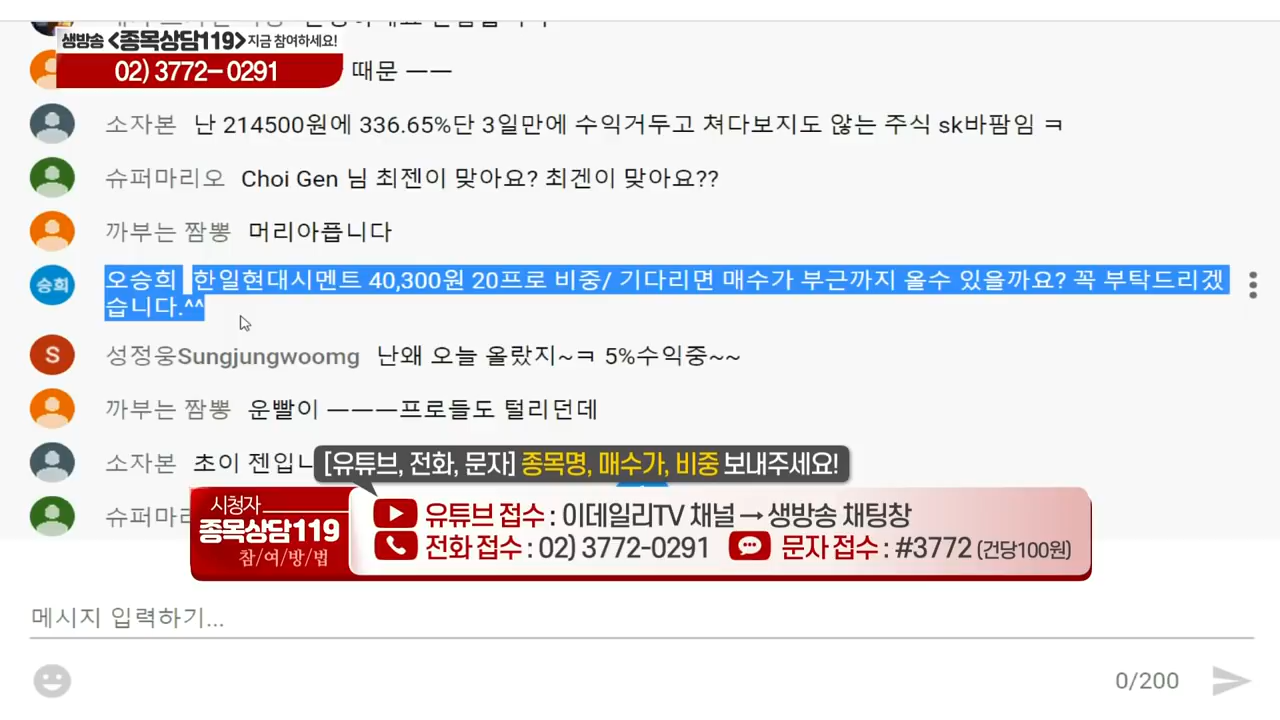 생방송 <종목상담119> 지금 참여하세요!
02) 3772-0291
때문 ㅡㅡ
소자본 난 214500원에 336.65%단 3일만에 수익거두고 쳐다보지도 않는 주식 sk바팜임 ㅋ
슈퍼마리오 Choi Gen 님 최젠이 맞아요? 최겐이 맞아요??
까부는 짬뽕 머리아픕니다
승희
오승희 한일현대시멘트 40,300원 20프로 비중/ 기다리면 매수가 부근까지 올수 있을까요? 꼭 부탁드리겠
습니다.^^
S
성정웅Sungjungwoomg 난왜 오늘 올랐지~ㅋ 5%수익중~~
까부는 짬뽕 운빨이 ㅡㅡㅡ프로들도 털리던데
소자본 초이 젠입니
[유튜브, 전화, 문자] 종목명, 매수가, 비중 보내주세요!
슈퍼마리
시청자
종목상담119
참/여/방/법
유튜브 접수 : 이데일리TV 채널 → 생방송 채팅창
전화 접수 : 02) 3772-0291 문자 접수 : #3772 (건당100원)
메시지 입력하기...
0/200